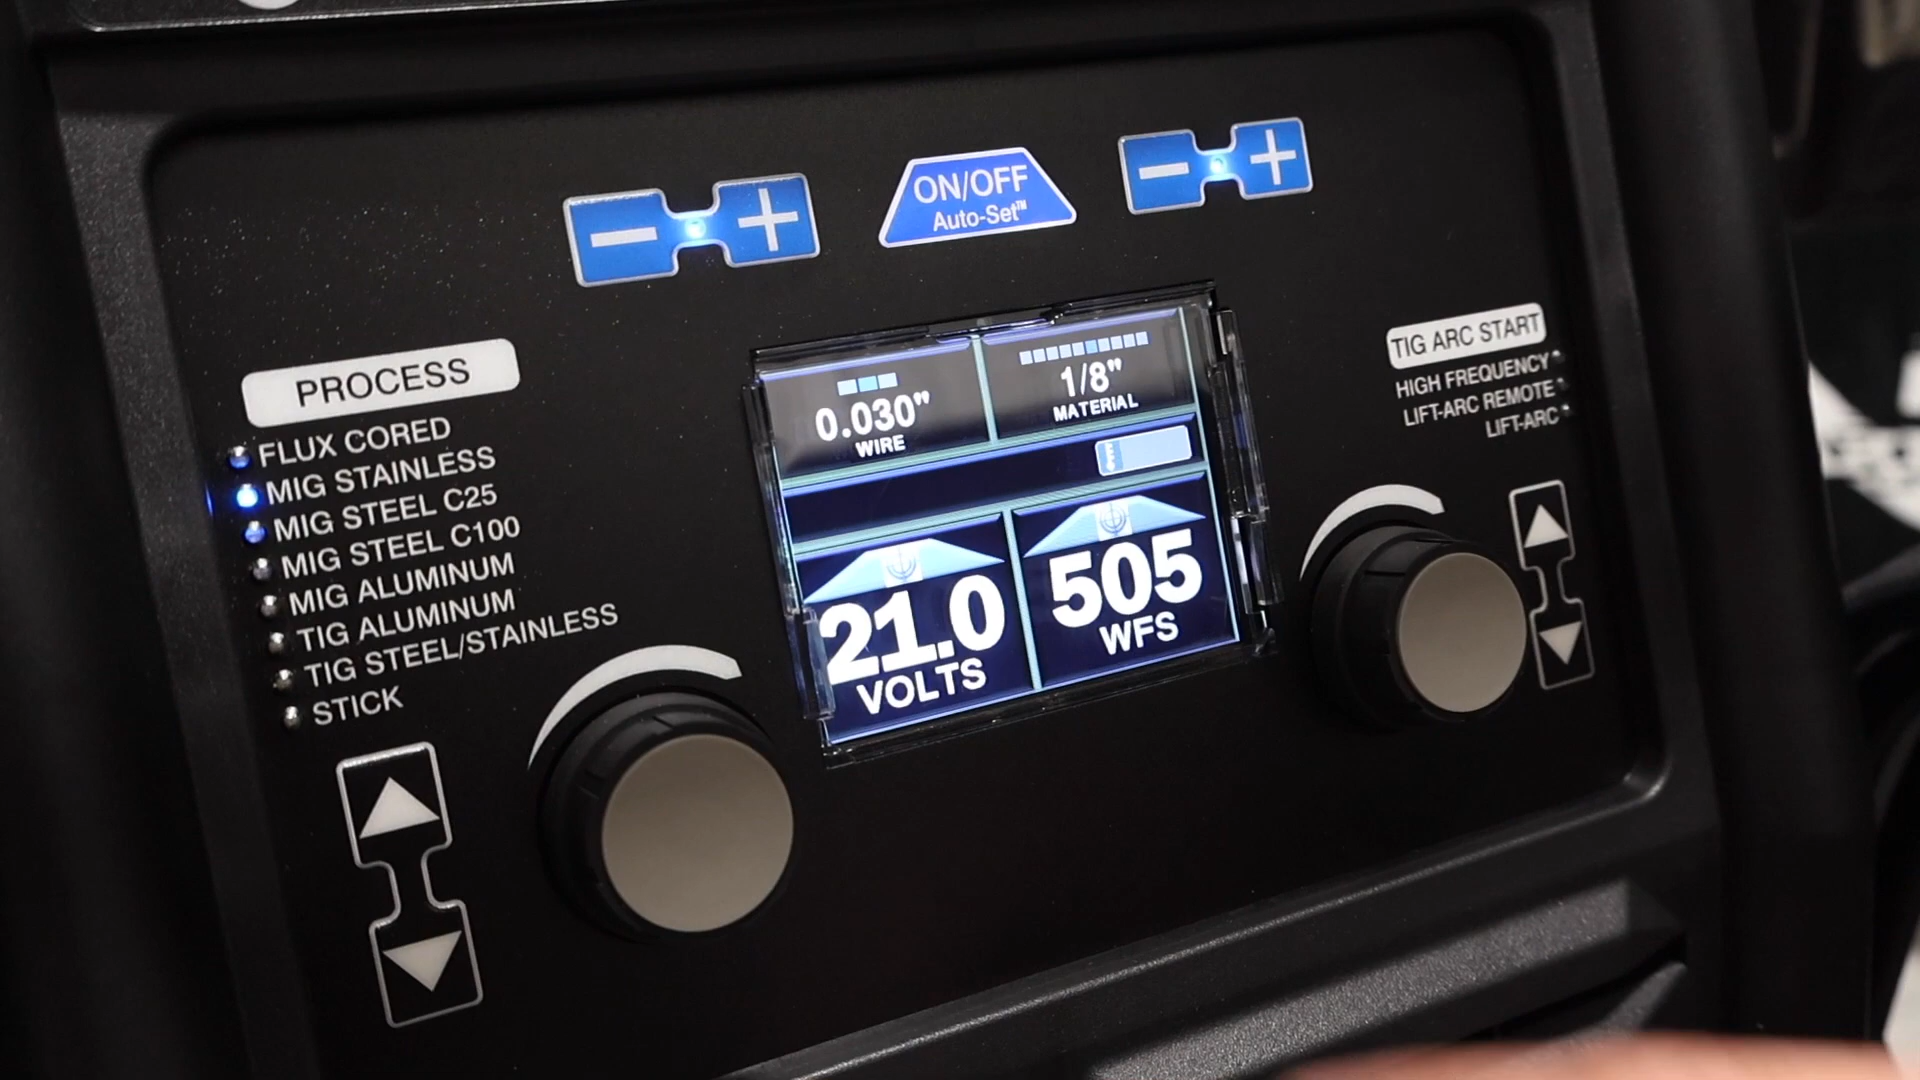 − +
ON/OFF
Auto-Set™
− +
PROCESS
FLUX CORED
MIG STAINLESS
MIG STEEL C25
MIG STEEL C100
MIG ALUMINUM
TIG ALUMINUM
TIG STEEL/STAINLESS
STICK
0.030"
WIRE
1/8"
MATERIAL
21.0
VOLTS
505
WFS
TIG ARC START
HIGH FREQUENCY
LIFT-ARC REMOTE
LIFT-ARC